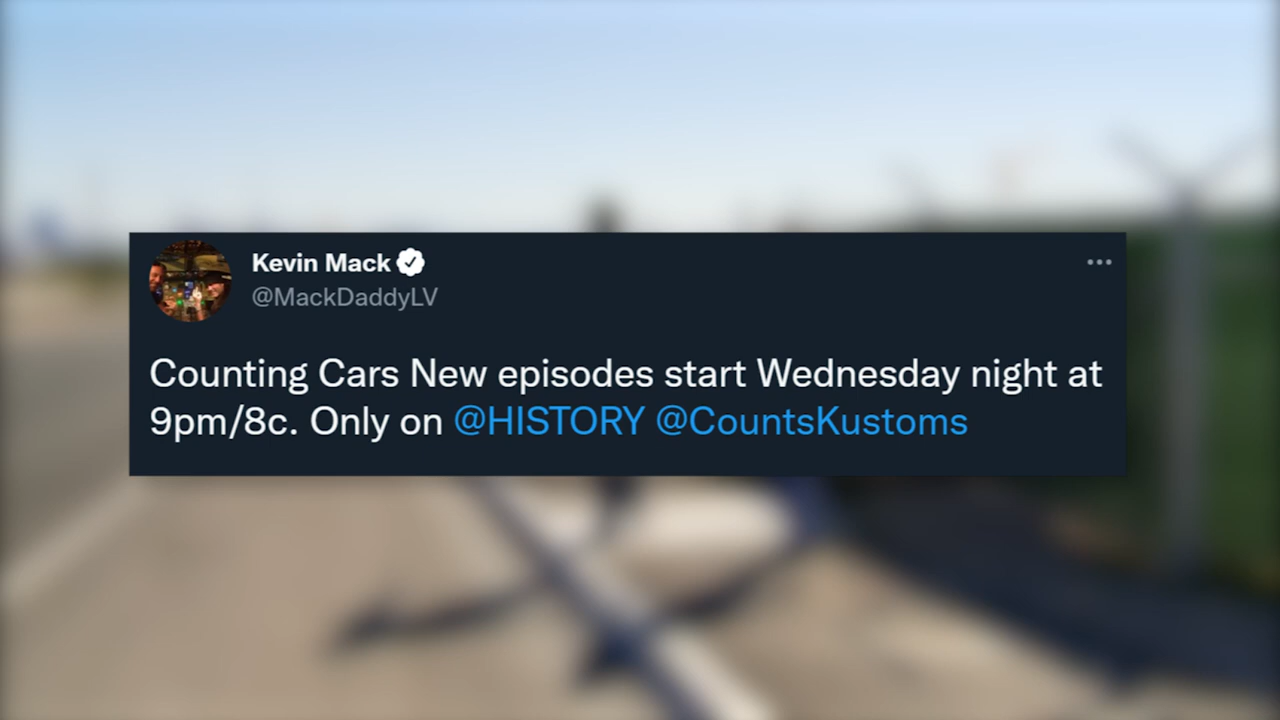 Kevin Mack
@MackDaddyLV
Counting Cars New episodes start Wednesday night at
9pm/8c. Only on @HISTORY @CountsKustoms